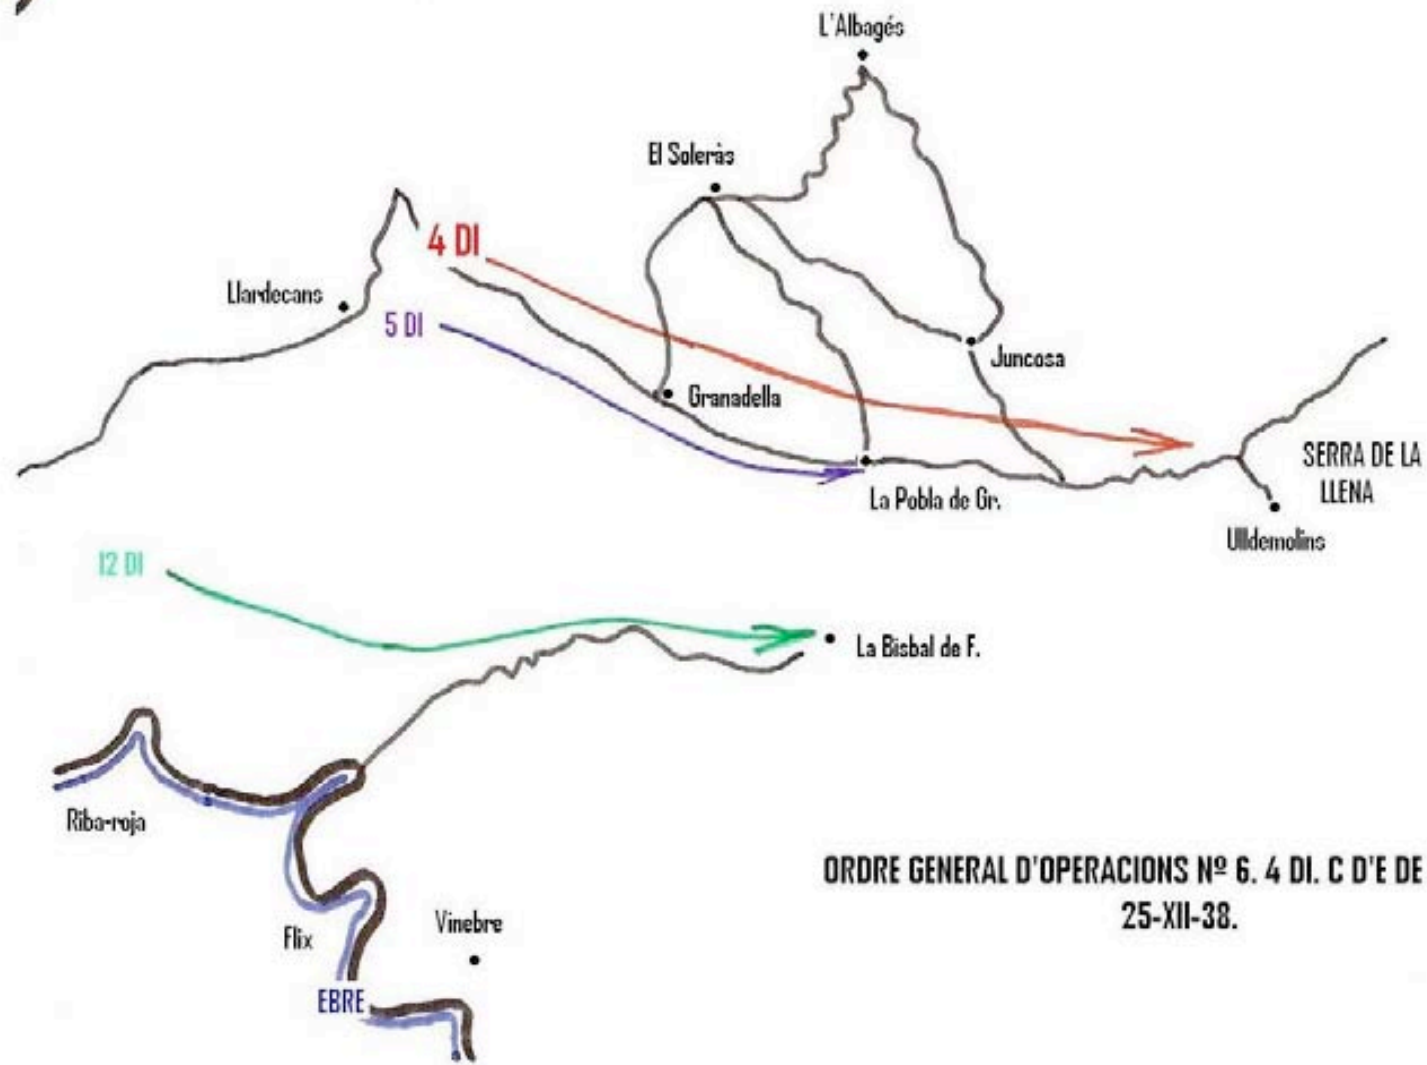 L'Albagés
El Soleràs
4 DI
Llardecans
5 DI
Juncosa
Granadella
SERRA DE LA
LLENA
La Pobla de Gr.
Ulldemolins
12 DI
La Bisbal de F.
Riba-roja
ORDRE GENERAL D'OPERACIONS Nº 6. 4 DI. C D'E DE
25-XII-38.
Vinebre
Flix
EBRE